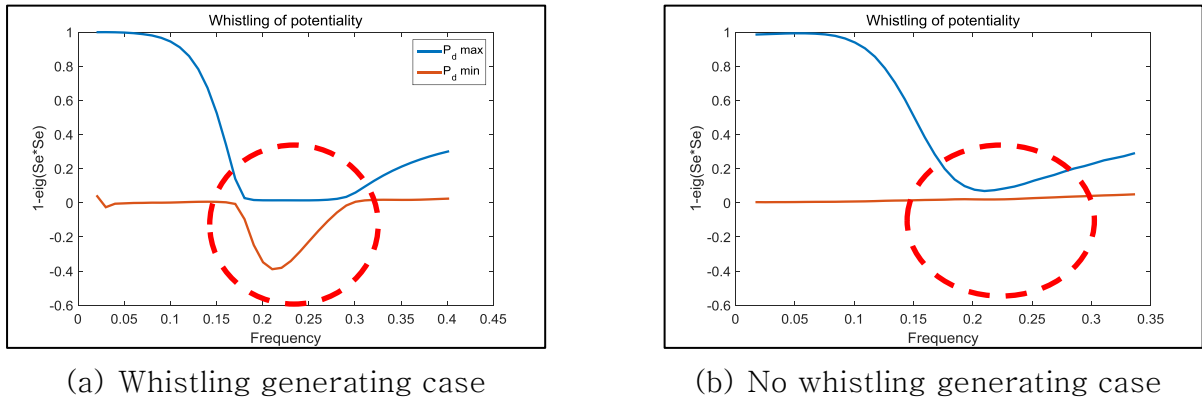 Whistling of potentiality
1
0.8
0.6
0.4
0.2
0
-0.2
-0.4
-0.6
1-eig(Se*Se)
P_d max
P_d min
0 0.05 0.1 0.15 0.2 0.25 0.3 0.35 0.4 0.45
Frequency
(a) Whistling generating case
Whistling of potentiality
1
0.8
0.6
0.4
0.2
0
-0.2
-0.4
-0.6
1-eig(Se*Se)
0 0.05 0.1 0.15 0.2 0.25 0.3 0.35
Frequency
(b) No whistling generating case